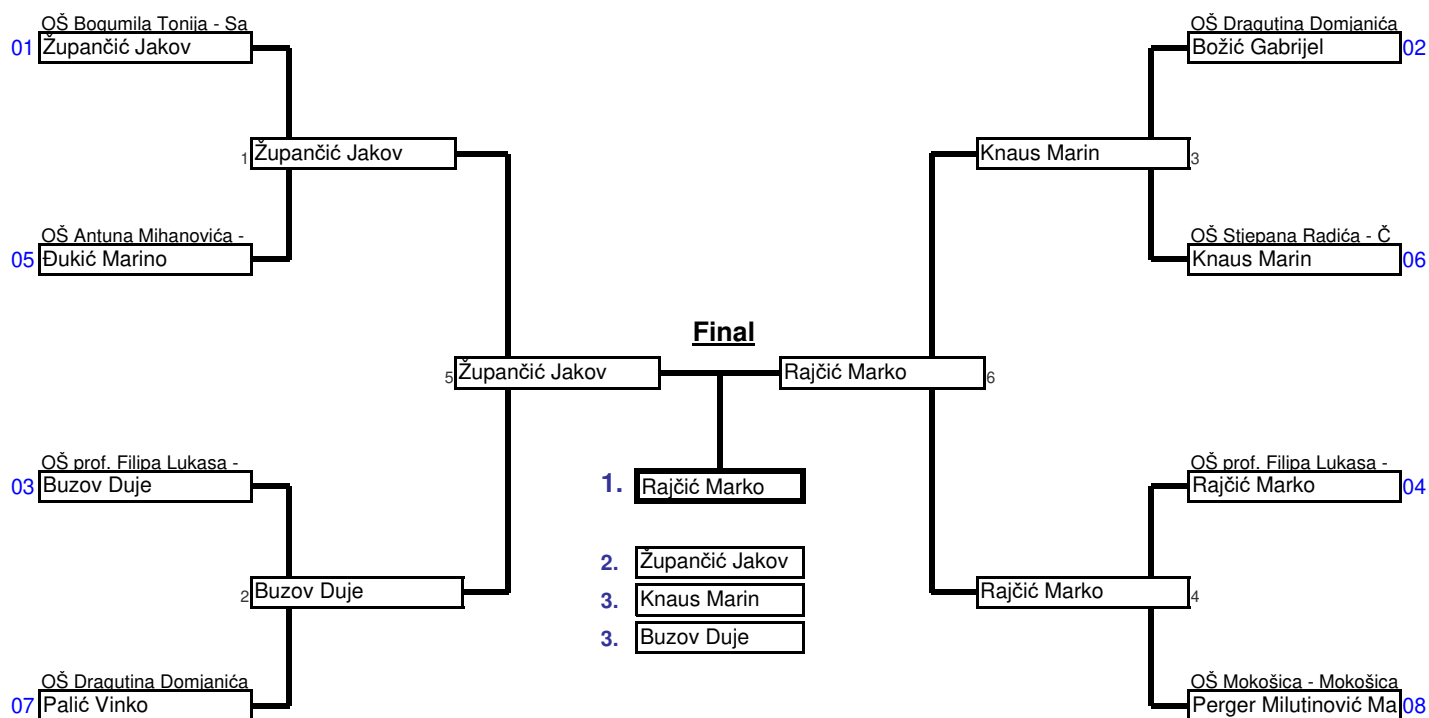 OŠ Bogumila Tonija - Sa
01 Župančić Jakov
1 Župančić Jakov
OŠ Antuna Mihanovića -
05 Đukić Marino
5 Župančić Jakov
OŠ prof. Filipa Lukasa -
03 Buzov Duje
2 Buzov Duje
OŠ Dragutina Domjanića
07 Palić Vinko
Final
1. Rajčić Marko
2. Župančić Jakov
3. Knaus Marin
3. Buzov Duje
OŠ Dragutina Domjanića
Božić Gabrijel 02
Knaus Marin 3
OŠ Stjepana Radića - Č
Knaus Marin 06
Rajčić Marko 6
OŠ prof. Filipa Lukasa -
Rajčić Marko 04
Rajčić Marko 4
OŠ Mokošica - Mokošica
Perger Milutinović Ma 08